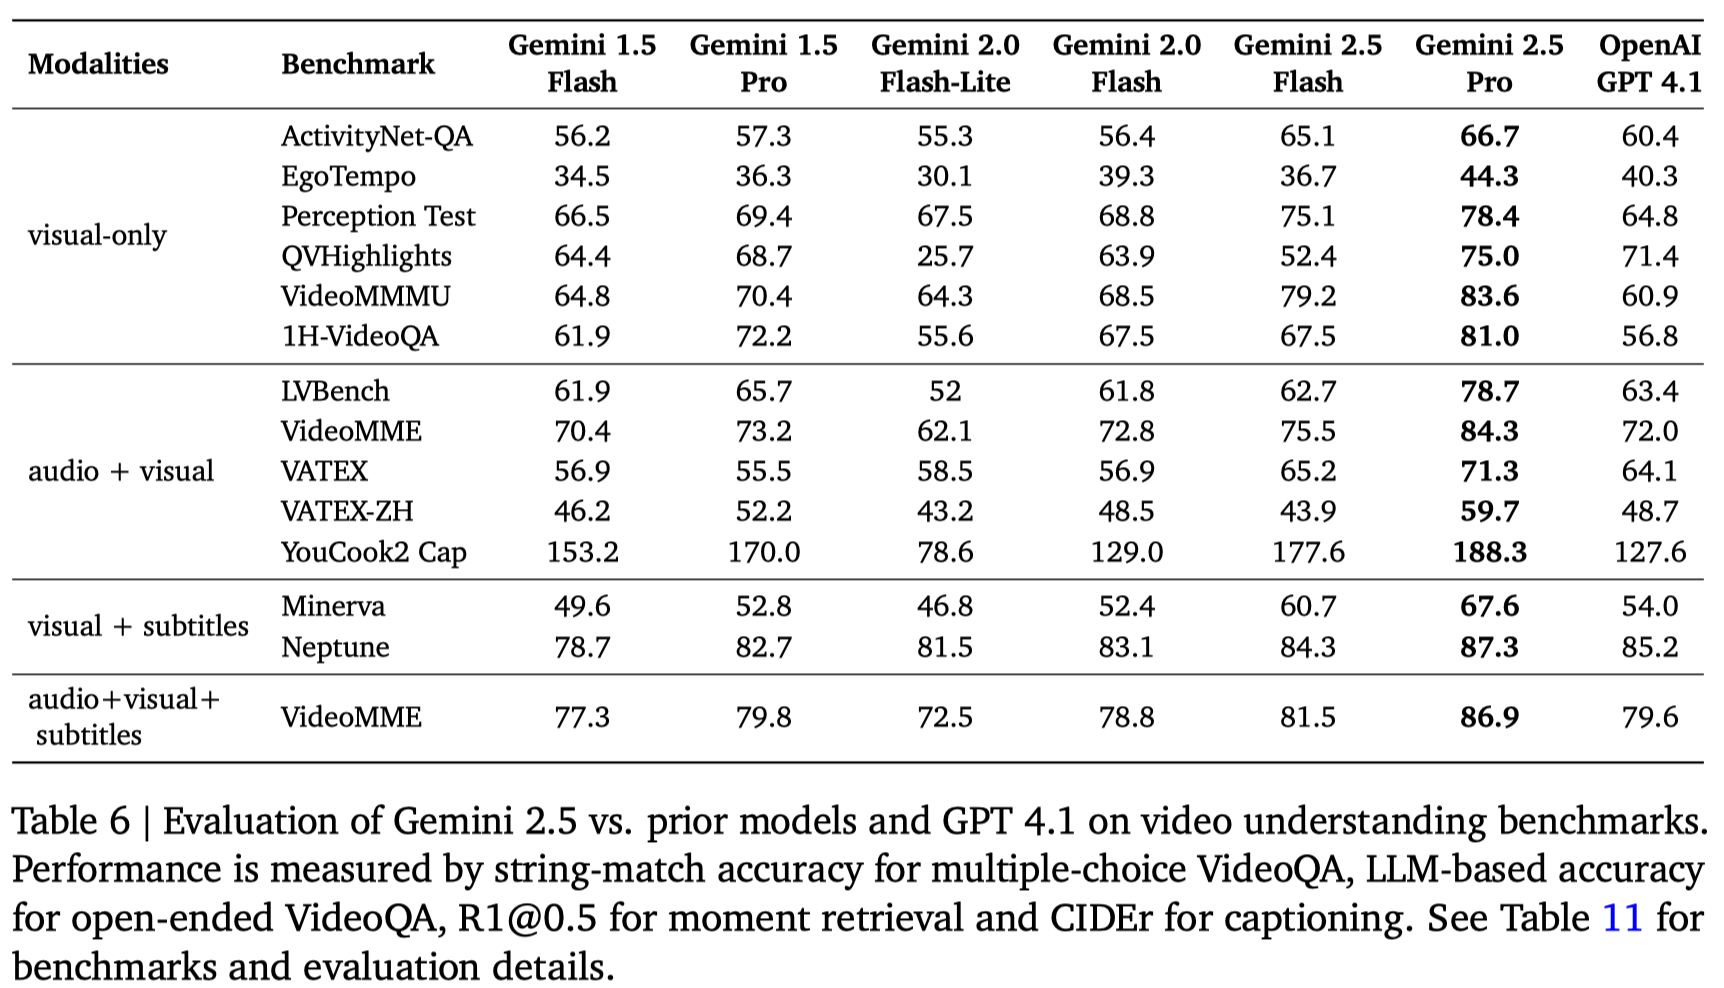 Modalities Benchmark Gemini 1.5 Flash Gemini 1.5 Pro Gemini 2.0 Flash-Lite Gemini 2.0 Flash Gemini 2.5 Flash Gemini 2.5 Pro OpenAI GPT 4.1
visual-only
ActivityNet-QA 56.2 57.3 55.3 56.4 65.1 66.7 60.4
EgoTempo 34.5 36.3 30.1 39.3 36.7 44.3 40.3
Perception Test 66.5 69.4 67.5 68.8 75.1 78.4 64.8
QVHighlights 64.4 68.7 25.7 63.9 52.4 75.0 71.4
VideoMMMU 64.8 70.4 64.3 68.5 79.2 83.6 60.9
1H-VideoQA 61.9 72.2 55.6 67.5 67.5 81.0 56.8
audio + visual
LVBench 61.9 65.7 52 61.8 62.7 78.7 63.4
VideoMME 70.4 73.2 62.1 72.8 75.5 84.3 72.0
VATEX 56.9 55.5 58.5 56.9 65.2 71.3 64.1
VATEX-ZH 46.2 52.2 43.2 48.5 43.9 59.7 48.7
YouCook2 Cap 153.2 170.0 78.6 129.0 177.6 188.3 127.6
visual + subtitles
Minerva 49.6 52.8 46.8 52.4 60.7 67.6 54.0
Neptune 78.7 82.7 81.5 83.1 84.3 87.3 85.2
audio+visual+
subtitles
VideoMME 77.3 79.8 72.5 78.8 81.5 86.9 79.6
Table 6 | Evaluation of Gemini 2.5 vs. prior models and GPT 4.1 on video understanding benchmarks.
Performance is measured by string-match accuracy for multiple-choice VideoQA, LLM-based accuracy
for open-ended VideoQA, R1@0.5 for moment retrieval and CIDEr for captioning. See Table 11 for
benchmarks and evaluation details.